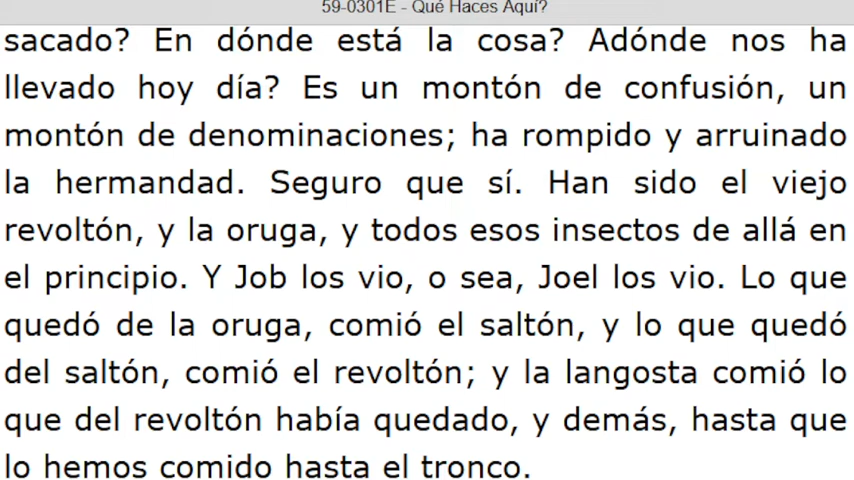 59-0301E - Qué Haces Aquí?
sacado? En dónde está la cosa? Adónde nos ha
llevado hoy día? Es un montón de confusión, un
montón de denominaciones; ha rompido y arruinado
la hermandad. Seguro que sí. Han sido el viejo
revoltón, y la oruga, y todos esos insectos de allá en
el principio. Y Job los vio, o sea, Joel los vio. Lo que
quedó de la oruga, comió el saltón, y lo que quedó
del saltón, comió el revoltón; y la langosta comió lo
que del revoltón había quedado, y demás, hasta que
lo hemos comido hasta el tronco.